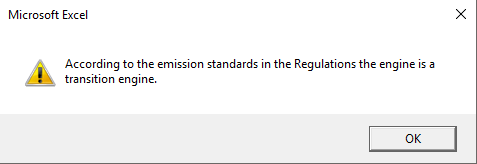 Microsoft Excel
According to the emission standards in the Regulations the engine is a
transition engine.
OK